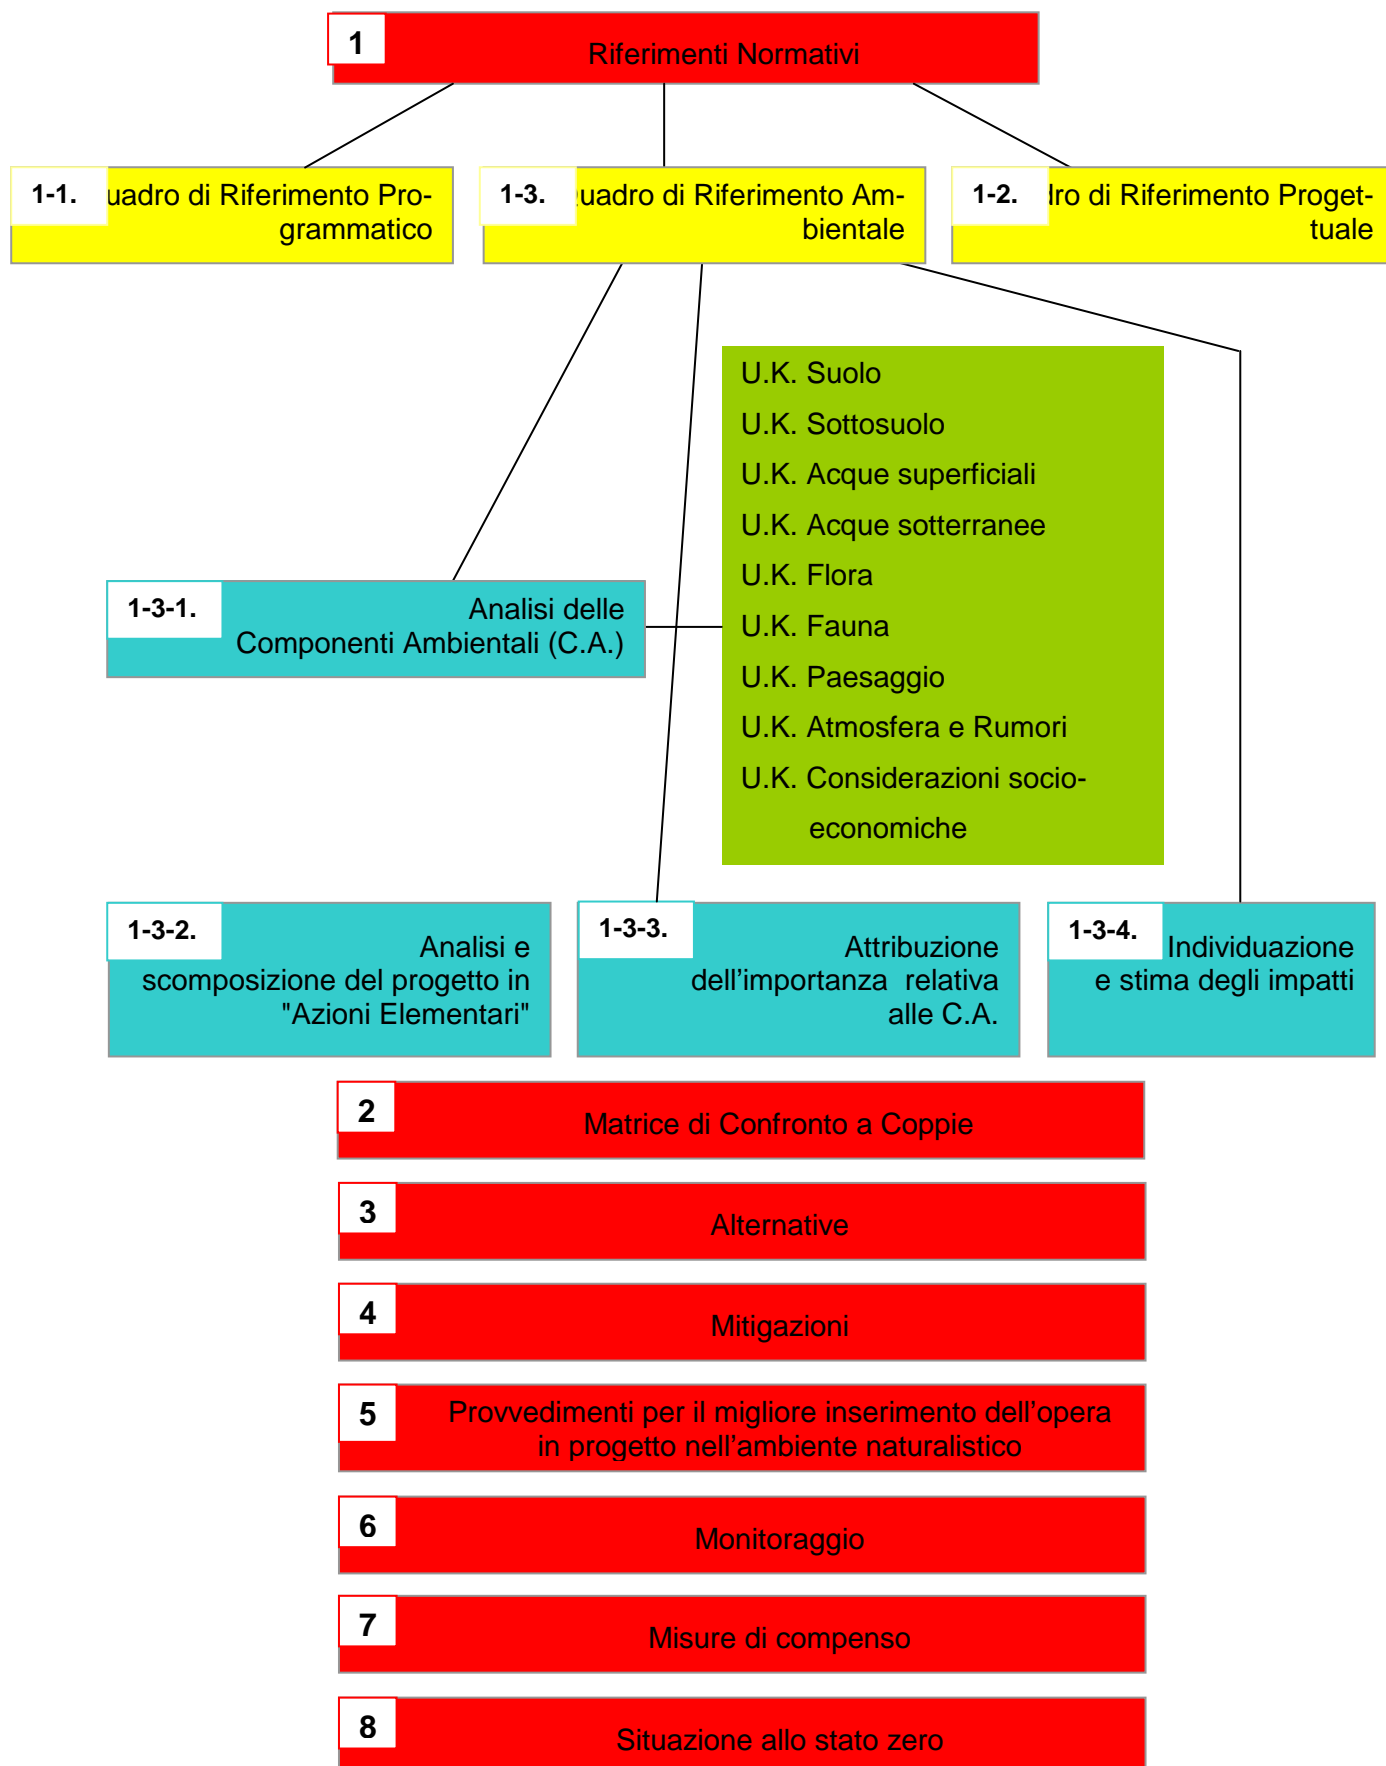 1
Riferimenti Normativi
1-1.
uadro di Riferimento Pro-
grammatico
1-3.
uadro di Riferimento Am-
bientale
1-2.
dro di Riferimento Proget-
tuale
U.K. Suolo
U.K. Sottosuolo
U.K. Acque superficiali
U.K. Acque sotterranee
U.K. Flora
U.K. Fauna
U.K. Paesaggio
U.K. Atmosfera e Rumori
U.K. Considerazioni socio-
economiche
1-3-1.
Analisi delle
Componenti Ambientali (C.A.)
1-3-2.
Analisi e
scomposizione del progetto in
"Azioni Elementari"
1-3-3.
Attribuzione
dell’importanza relativa
alle C.A.
1-3-4.
Individuazione
e stima degli impatti
2
Matrice di Confronto a Coppie
3
Alternative
4
Mitigazioni
5
Provvedimenti per il migliore inserimento dell’opera
in progetto nell’ambiente naturalistico
6
Monitoraggio
7
Misure di compenso
8
Situazione allo stato zero